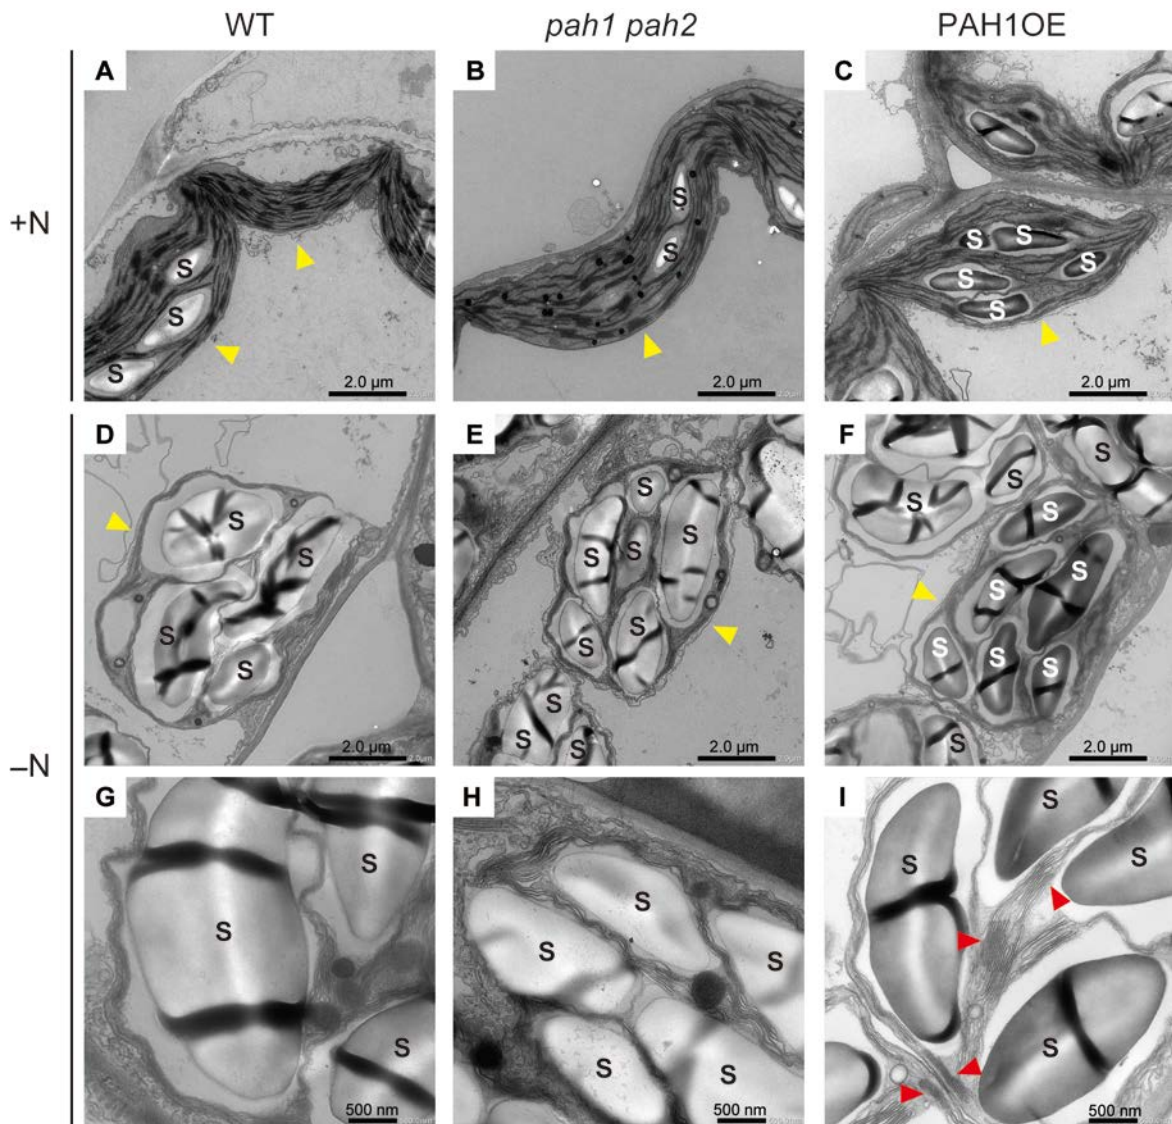 WT pah1 pah2 PAH1OE
+N
A B C
S S S
S S
S S S S S
2.0 µm 2.0 µm 2.0 µm
–N
D E F
S S S S
S S S S S S
S S S S S S
S S S S
S S S S
2.0 µm 2.0 µm 2.0 µm
G H I
S S S S
S S S S
S S S S
500 nm 500 nm 500 nm